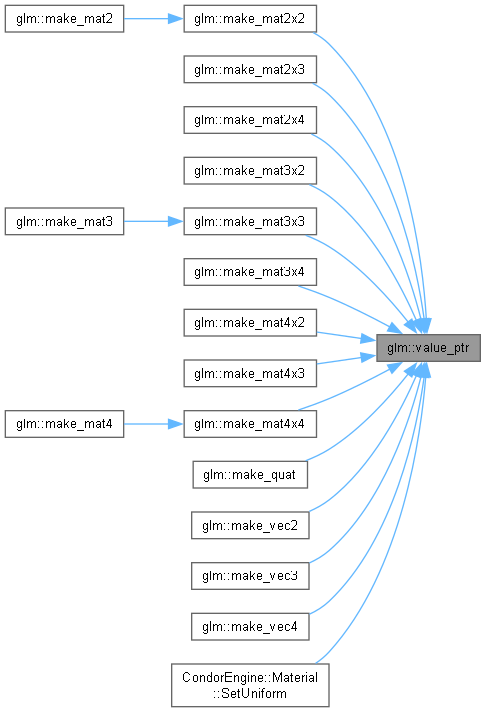 glm::make_mat2
glm::make_mat2x2
glm::make_mat2x3
glm::make_mat2x4
glm::make_mat3x2
glm::make_mat3
glm::make_mat3x3
glm::make_mat3x4
glm::make_mat4x2
glm::value_ptr
glm::make_mat4x3
glm::make_mat4
glm::make_mat4x4
glm::make_quat
glm::make_vec2
glm::make_vec3
glm::make_vec4
CondorEngine::Material
::SetUniform